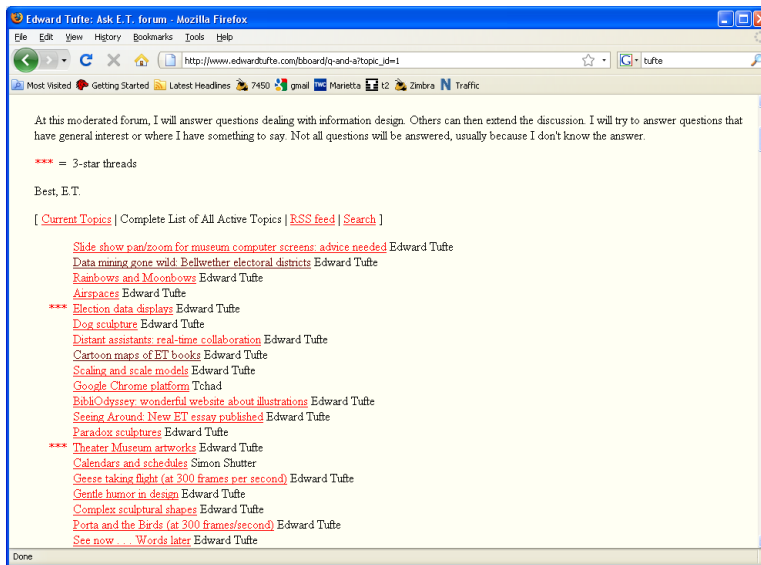 Edward Tufte: Ask E.T. forum - Mozilla Firefox
File Edit View History Bookmarks Tools Help
http://www.edwardtufte.com/bboard/q-and-a?topic_id=1
G tufte
Most Visited Getting Started Latest Headlines 7450 gmail TWC Marietta t2 Zimbra N Traffic
At this moderated forum, I will answer questions dealing with information design. Others can then extend the discussion. I will try to answer questions that
have general interest or where I have something to say. Not all questions will be answered, usually because I don't know the answer.
*** = 3-star threads
Best, E.T.
[ Current Topics | Complete List of All Active Topics | RSS feed | Search ]
Slide show pan/zoom for museum computer screens: advice needed Edward Tufte
Data mining gone wild: Bellwether electoral districts Edward Tufte
Rainbows and Moonbows Edward Tufte
Airspaces Edward Tufte
*** Election data displays Edward Tufte
Dog sculpture Edward Tufte
Distant assistants: real-time collaboration Edward Tufte
Cartoon maps of ET books Edward Tufte
Scaling and scale models Edward Tufte
Google Chrome platform Tchad
BibliOdyssey: wonderful website about illustrations Edward Tufte
Seeing Around: New ET essay published Edward Tufte
Paradox sculptures Edward Tufte
*** Theater Museum artworks Edward Tufte
Calendars and schedules Simon Shutter
Geese taking flight (at 300 frames per second) Edward Tufte
Gentle humor in design Edward Tufte
Complex sculptural shapes Edward Tufte
Porta and the Birds (at 300 frames/second) Edward Tufte
See now . . . Words later Edward Tufte
Done